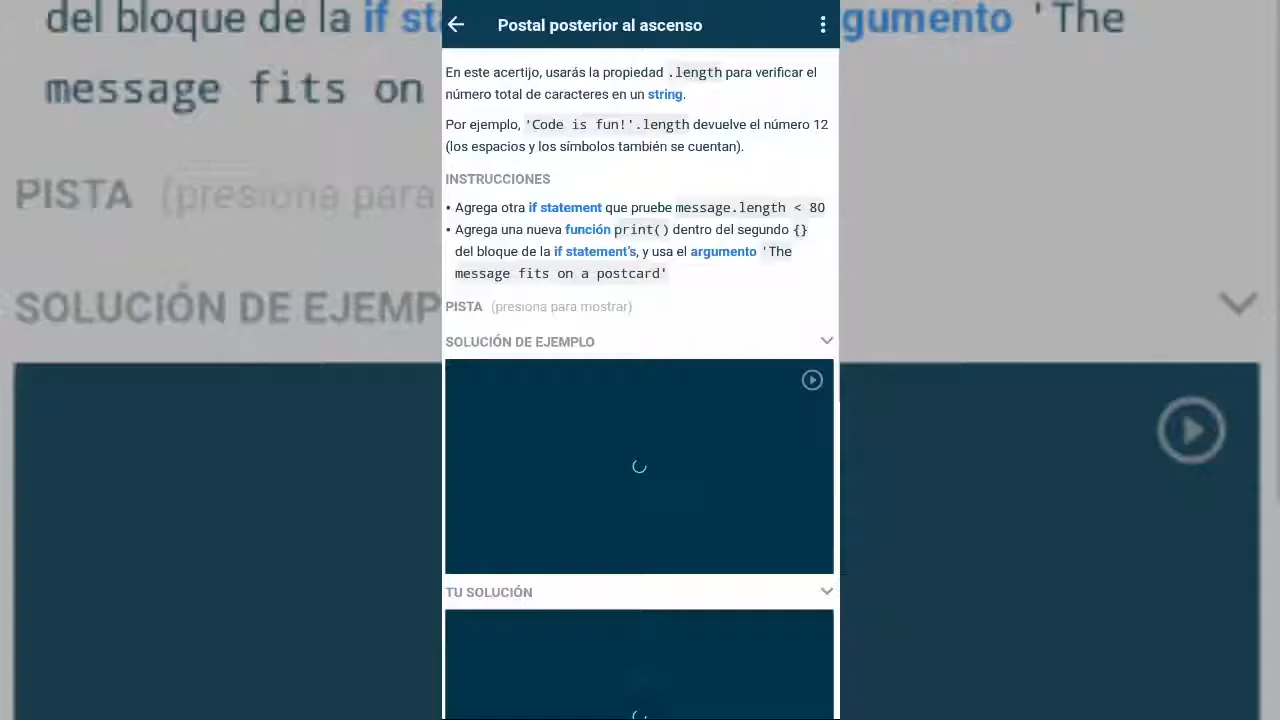 del bloque de la if sta
gumento 'The
message fits on
PISTA (presiona para
SOLUCIÓN DE EJEMP
Postal posterior al ascenso
En este acertijo, usarás la propiedad .length para verificar el
número total de caracteres en un string.
Por ejemplo, 'Code is fun!'.length devuelve el número 12
(los espacios y los símbolos también se cuentan).
INSTRUCCIONES
• Agrega otra if statement que pruebe message.length < 80
• Agrega una nueva función print() dentro del segundo {}
del bloque de la if statement's, y usa el argumento 'The
message fits on a postcard'
PISTA (presiona para mostrar)
SOLUCIÓN DE EJEMPLO
TU SOLUCIÓN